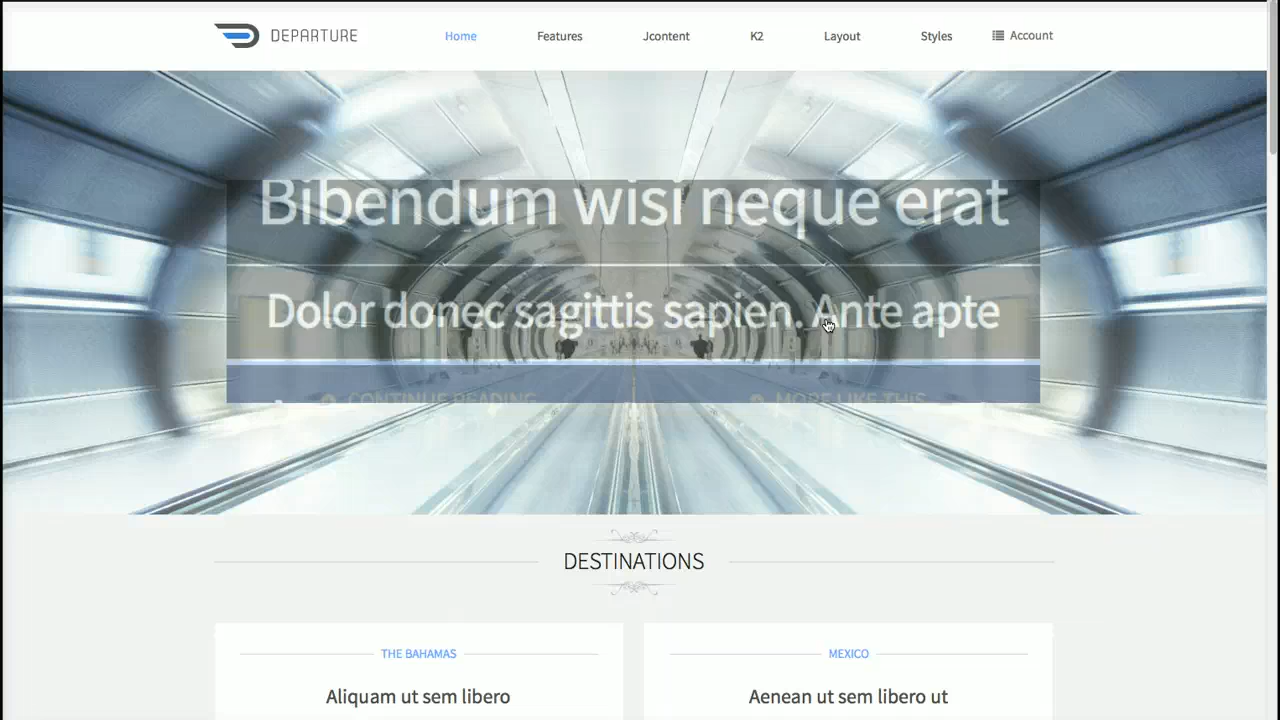 DEPARTURE
Home Features Jcontent K2 Layout Styles Account
Bibendum wisi neque erat
Dolor donec sagittis sapien. Ante apte
CONTINUE READING MORE LIKE THIS
DESTINATIONS
THE BAHAMAS MEXICO
Aliquam ut sem libero Aenean ut sem libero ut